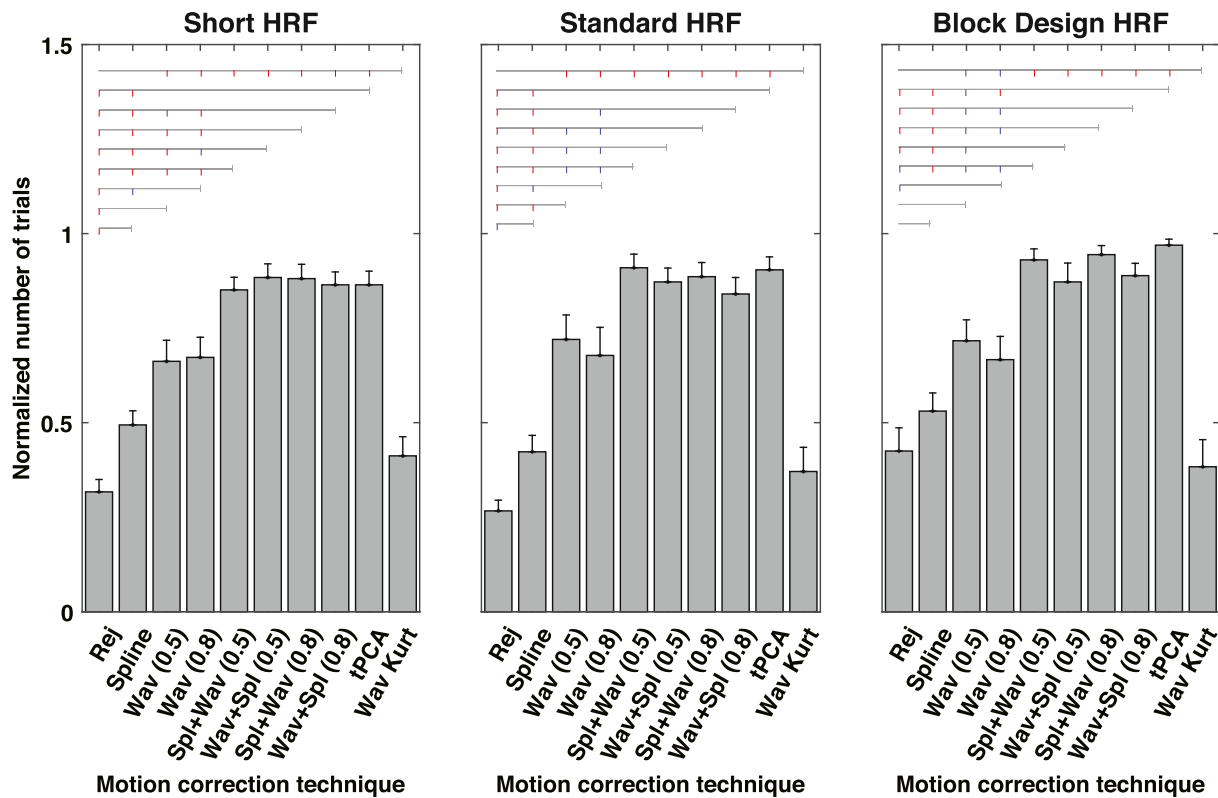 Short HRF
Standard HRF
Block Design HRF
Normalized number of trials
1.5
1
0.5
0
Rej
Spline
Wav (0.5)
Wav (0.8)
Spl+Wav (0.5)
Wav+Spl (0.5)
Spl+Wav (0.8)
Wav+Spl (0.8)
tPCA
Wav Kurt
Rej
Spline
Wav (0.5)
Wav (0.8)
Spl+Wav (0.5)
Wav+Spl (0.5)
Spl+Wav (0.8)
Wav+Spl (0.8)
tPCA
Wav Kurt
Rej
Spline
Wav (0.5)
Wav (0.8)
Spl+Wav (0.5)
Wav+Spl (0.5)
Spl+Wav (0.8)
Wav+Spl (0.8)
tPCA
Wav Kurt
Motion correction technique
Motion correction technique
Motion correction technique